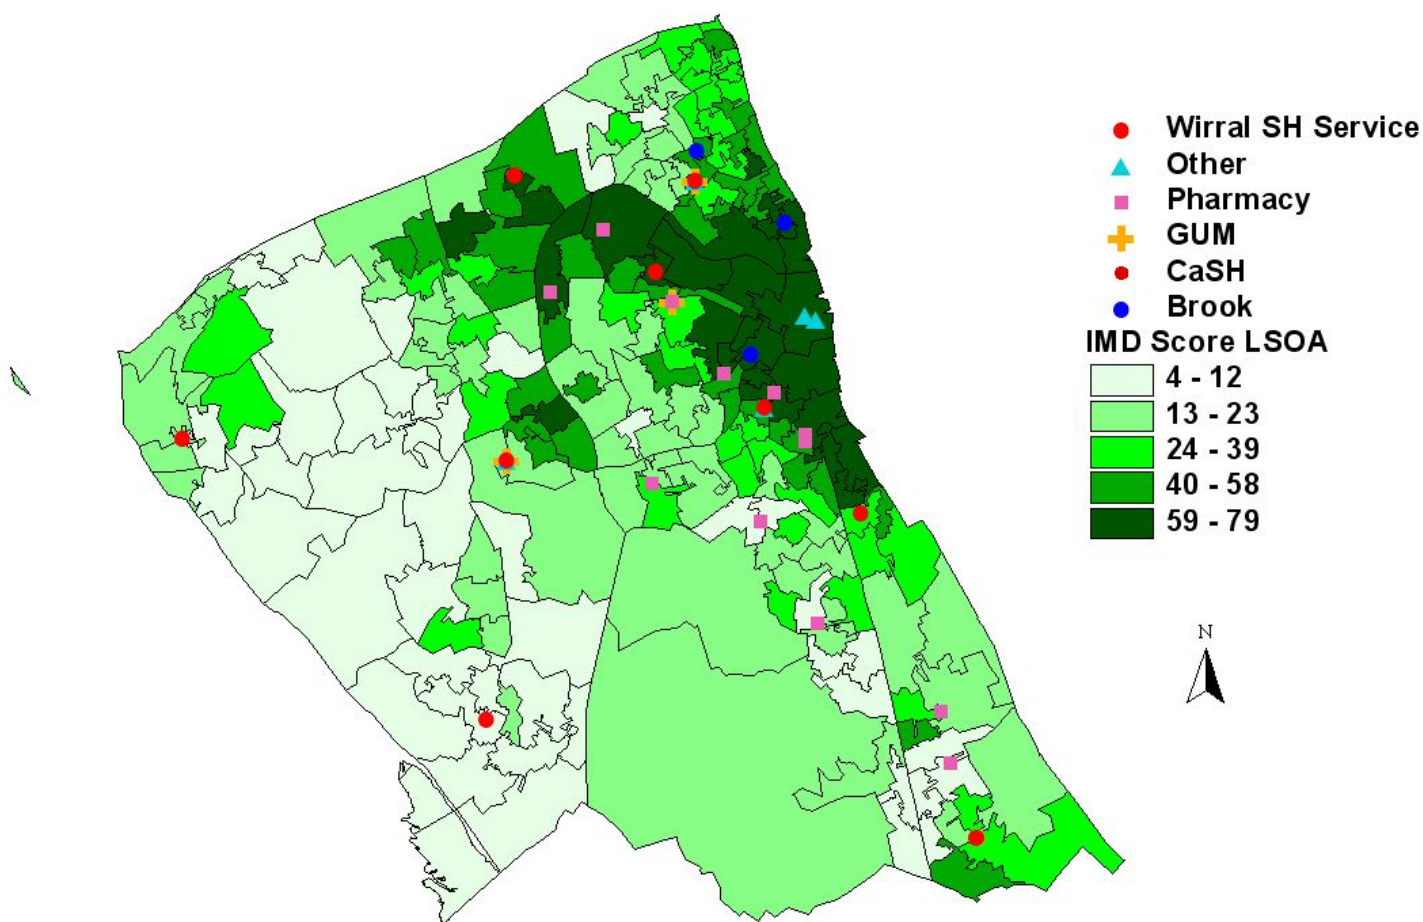 Wirral SH Service
Other
Pharmacy
GUM
CaSH
Brook
IMD Score LSOA
4 - 12
13 - 23
24 - 39
40 - 58
59 - 79
N